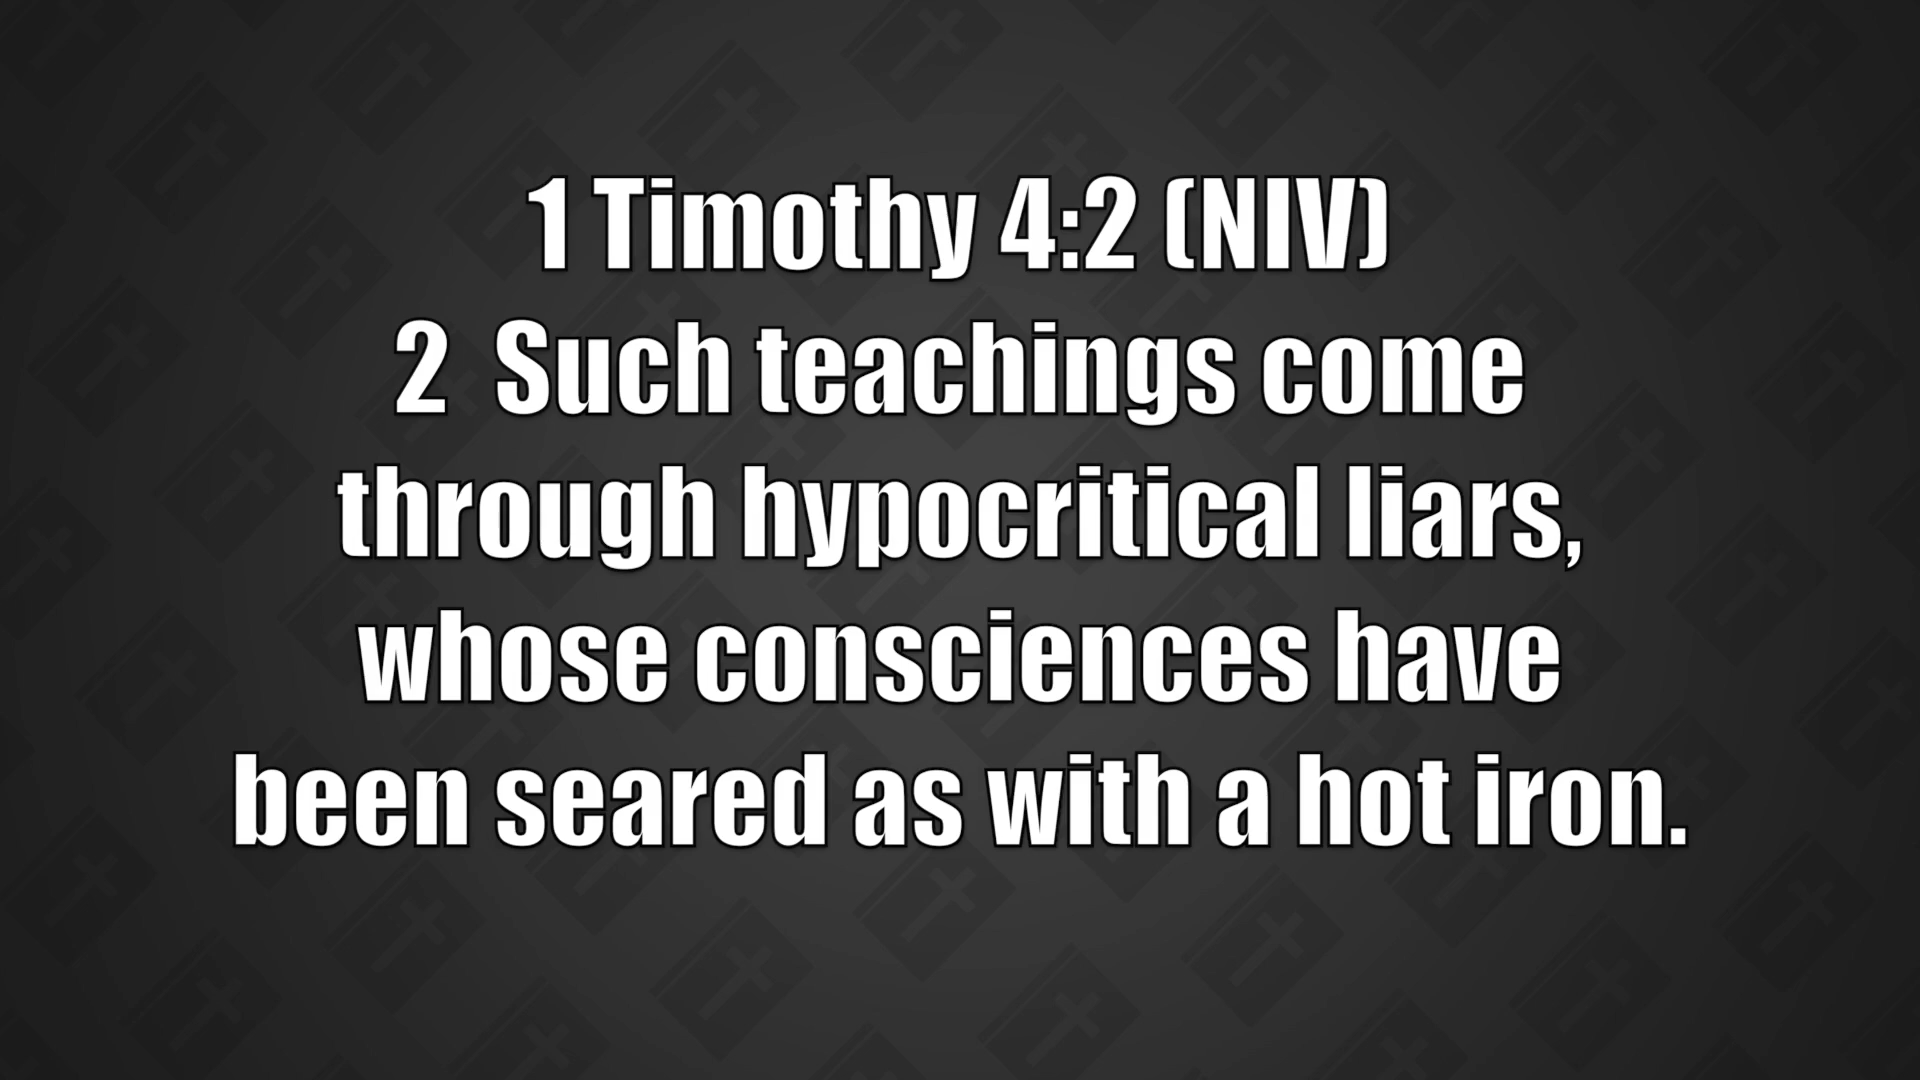 1 Timothy 4:2 (NIV)
2  Such teachings come
through hypocritical liars,
whose consciences have
been seared as with a hot iron.